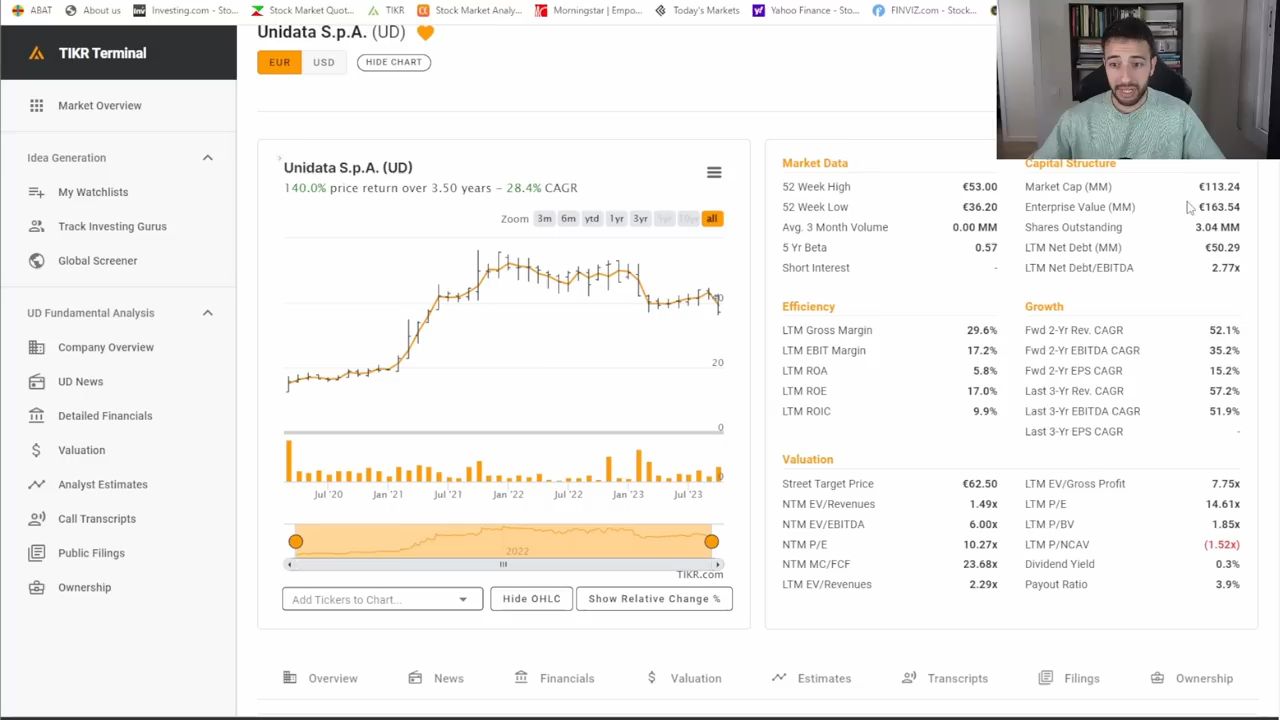 ABAT
About us
Investing.com - Sto...
Stock Market Quot...
TIKR
Stock Market Analy...
Morningstar | Empo...
Today's Markets
Yahoo Finance - Sto...
FINVIZ.com - Stock...
TIKR Terminal
Market Overview
Idea Generation
My Watchlists
Track Investing Gurus
Global Screener
UD Fundamental Analysis
Company Overview
UD News
Detailed Financials
Valuation
Analyst Estimates
Call Transcripts
Public Filings
Ownership
Unidata S.p.A. (UD)
EUR USD HIDE CHART
Unidata S.p.A. (UD)
140.0% price return over 3.50 years – 28.4% CAGR
Zoom 3m 6m ytd 1yr 3yr 5yr 10yr all
40
20
0
0
Jul '20 Jan '21 Jul '21 Jan '22 Jul '22 Jan '23 Jul '23
2022
TIKR.com
Add Tickers to Chart...
Hide OHLC
Show Relative Change %
Market Data
52 Week High €53.00
52 Week Low €36.20
Avg. 3 Month Volume 0.00 MM
5 Yr Beta 0.57
Short Interest -
Capital Structure
Market Cap (MM) €113.24
Enterprise Value (MM) €163.54
Shares Outstanding 3.04 MM
LTM Net Debt (MM) €50.29
LTM Net Debt/EBITDA 2.77x
Efficiency
LTM Gross Margin 29.6%
LTM EBIT Margin 17.2%
LTM ROA 5.8%
LTM ROE 17.0%
LTM ROIC 9.9%
Growth
Fwd 2-Yr Rev. CAGR 52.1%
Fwd 2-Yr EBITDA CAGR 35.2%
Fwd 2-Yr EPS CAGR 15.2%
Last 3-Yr Rev. CAGR 57.2%
Last 3-Yr EBITDA CAGR 51.9%
Last 3-Yr EPS CAGR -
Valuation
Street Target Price €62.50
NTM EV/Revenues 1.49x
NTM EV/EBITDA 6.00x
NTM P/E 10.27x
NTM MC/FCF 23.68x
LTM EV/Revenues 2.29x
LTM EV/Gross Profit 7.75x
LTM P/E 14.61x
LTM P/BV 1.85x
LTM P/NCAV (1.52x)
Dividend Yield 0.3%
Payout Ratio 3.9%
Overview
News
Financials
Valuation
Estimates
Transcripts
Filings
Ownership